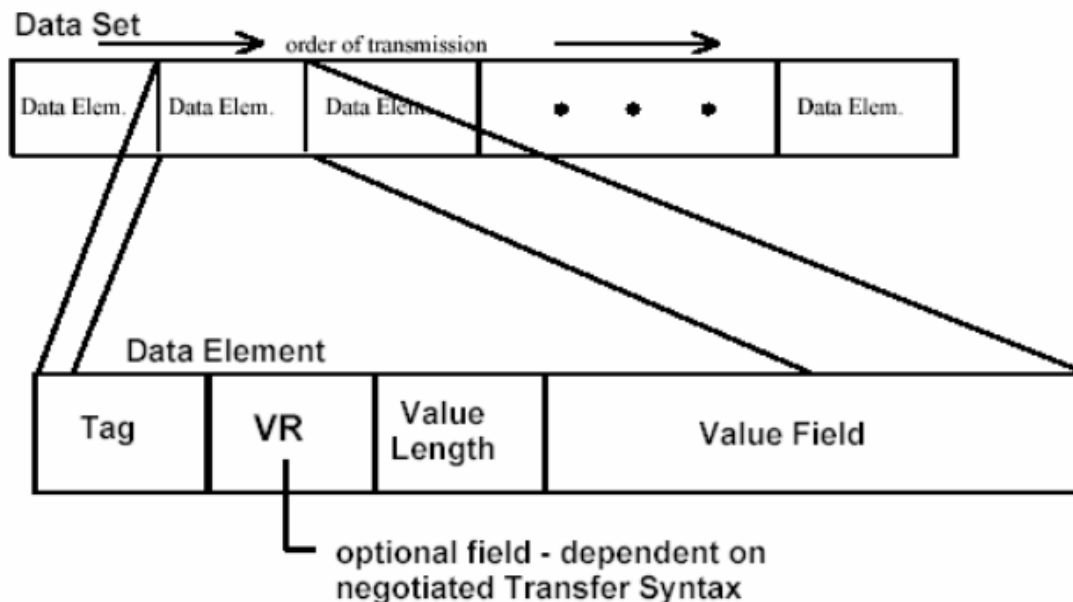 Data Set
order of transmission
Data Elem.
Data Elem.
Data Elem.
Data Elem.
Data Element
Tag
VR
Value
Length
Value Field
optional field - dependent on
negotiated Transfer Syntax